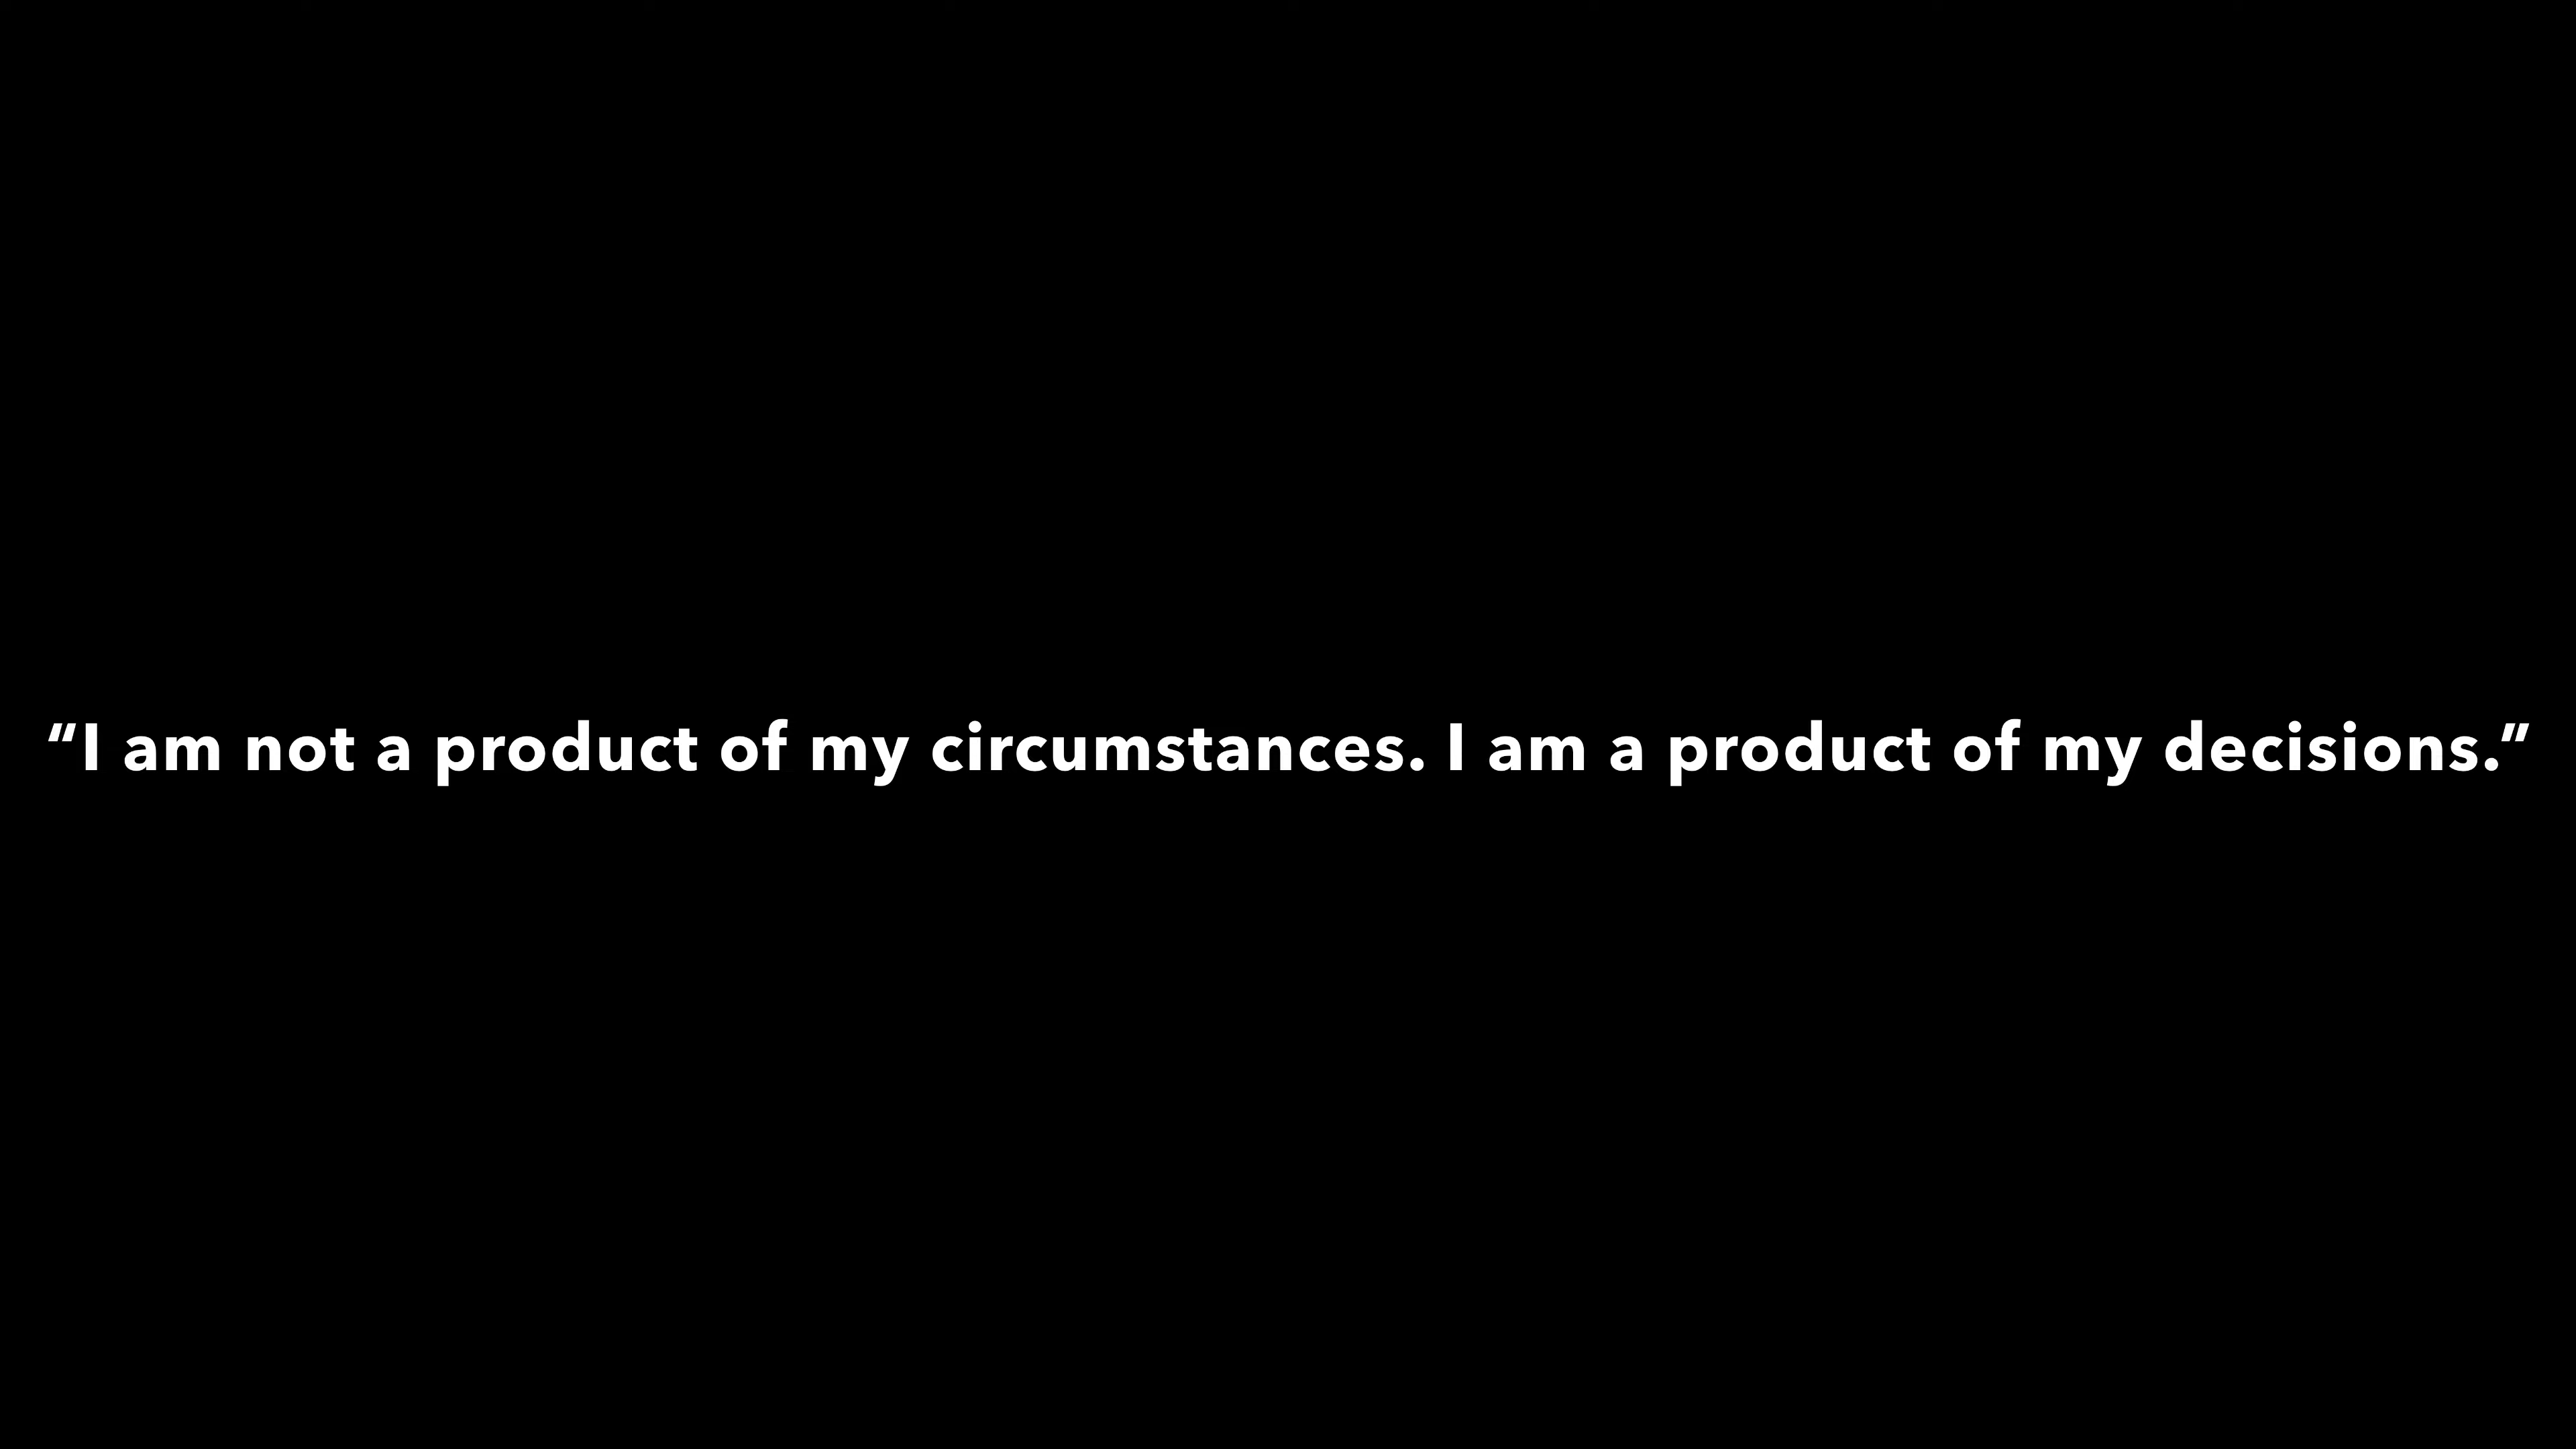 “I am not a product of my circumstances. I am a product of my decisions.”